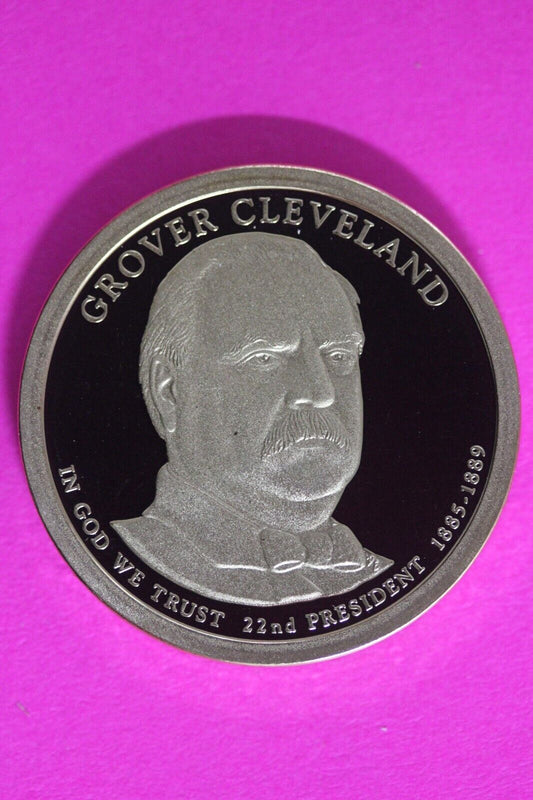 GROVER CLEVELAND
IN GOD WE TRUST 22nd PRESIDENT 1885-1889